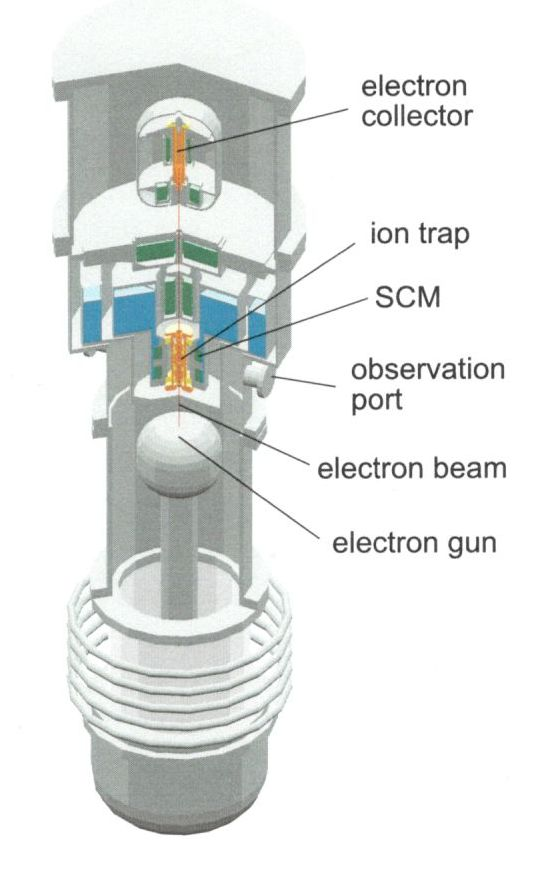 electron
collector
ion trap
SCM
observation
port
electron beam
electron gun